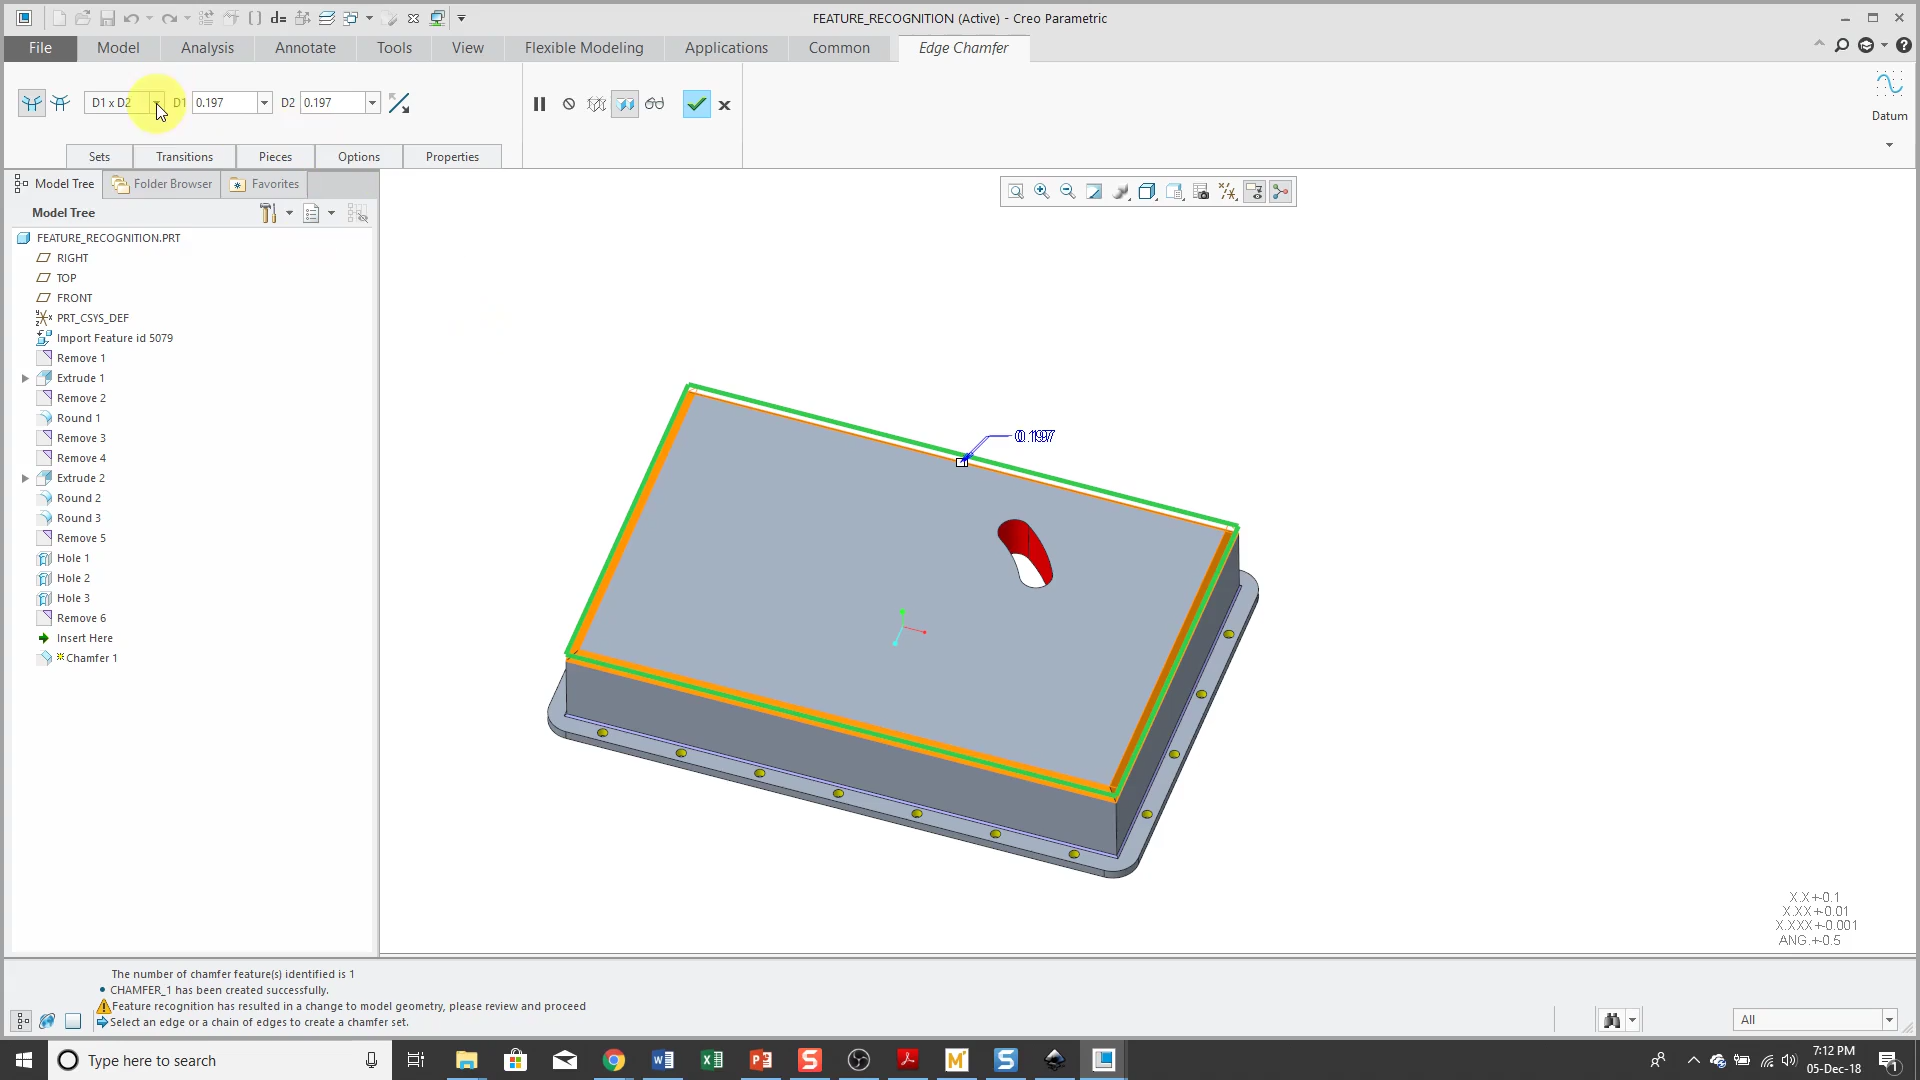 FEATURE_RECOGNITION (Active) - Creo Parametric
File
Model
Analysis
Annotate
Tools
View
Flexible Modeling
Applications
Common
Edge Chamfer
D1 x D2
D1
0.197
D2
0.197
Datum
Sets
Transitions
Pieces
Options
Properties
Model Tree
Folder Browser
Favorites
Model Tree
FEATURE_RECOGNITION.PRT
RIGHT
TOP
FRONT
PRT_CSYS_DEF
Import Feature id 5079
Remove 1
Extrude 1
Remove 2
Round 1
Remove 3
Remove 4
Extrude 2
Round 2
Round 3
Remove 5
Hole 1
Hole 2
Hole 3
Remove 6
Insert Here
Chamfer 1
X.X+-0.1
X.XX+-0.01
X.XXX+-0.001
ANG.+-0.5
The number of chamfer feature(s) identified is 1
CHAMFER_1 has been created successfully.
Feature recognition has resulted in a change to model geometry, please review and proceed
Select an edge or a chain of edges to create a chamfer set.
All
Type here to search
7:12 PM
05-Dec-18